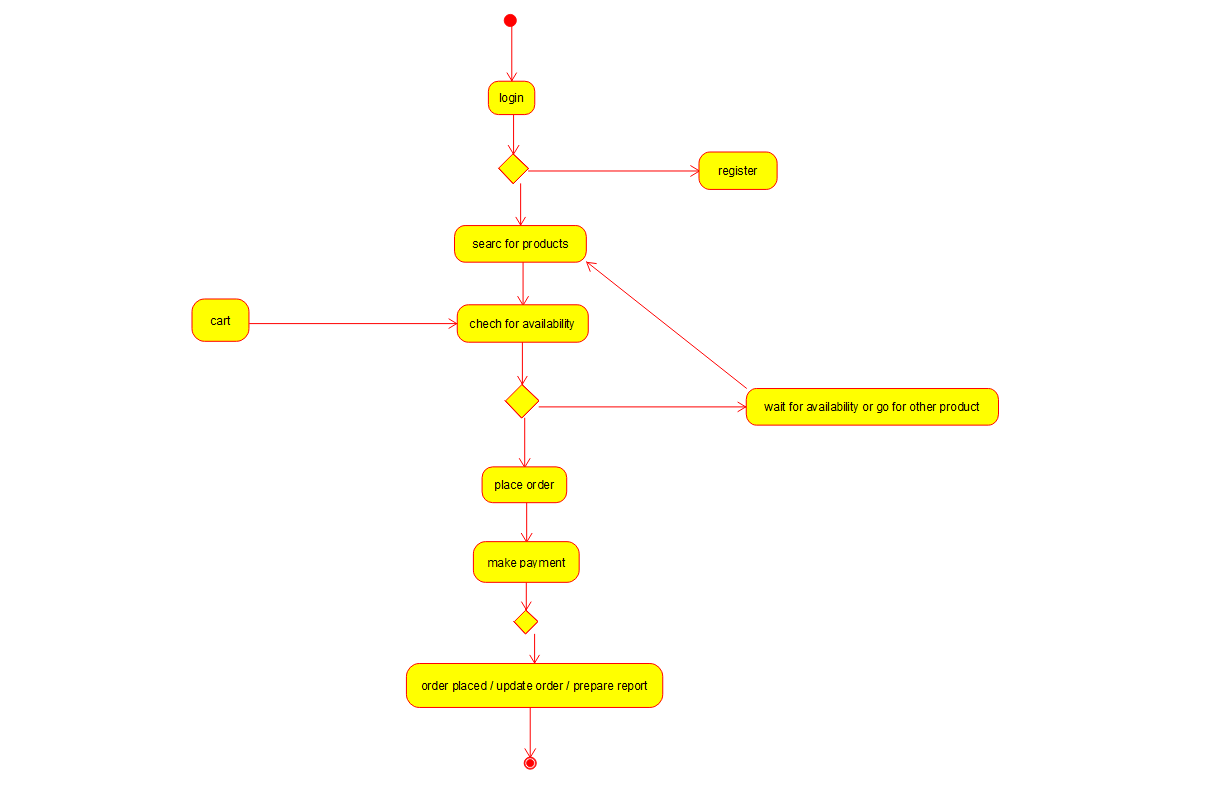 login
register
searc for products
cart
chech for availability
wait for availability or go for other product
place order
make payment
order placed / update order / prepare report